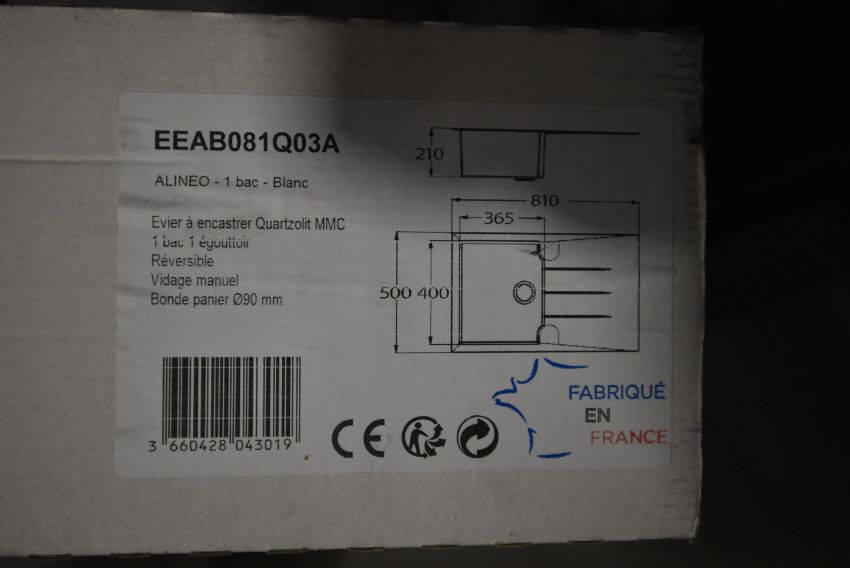 EEAB081Q03A
ALINEO - 1 bac - Blanc
Evier à encastrer Quartzolit MMC
1 bac 1 égouttoir
Réversible
Vidage manuel
Bonde panier Ø90 mm
210
810
365
500 400
3 660428 043019
CE
FABRIQUÉ
EN
FRANCE